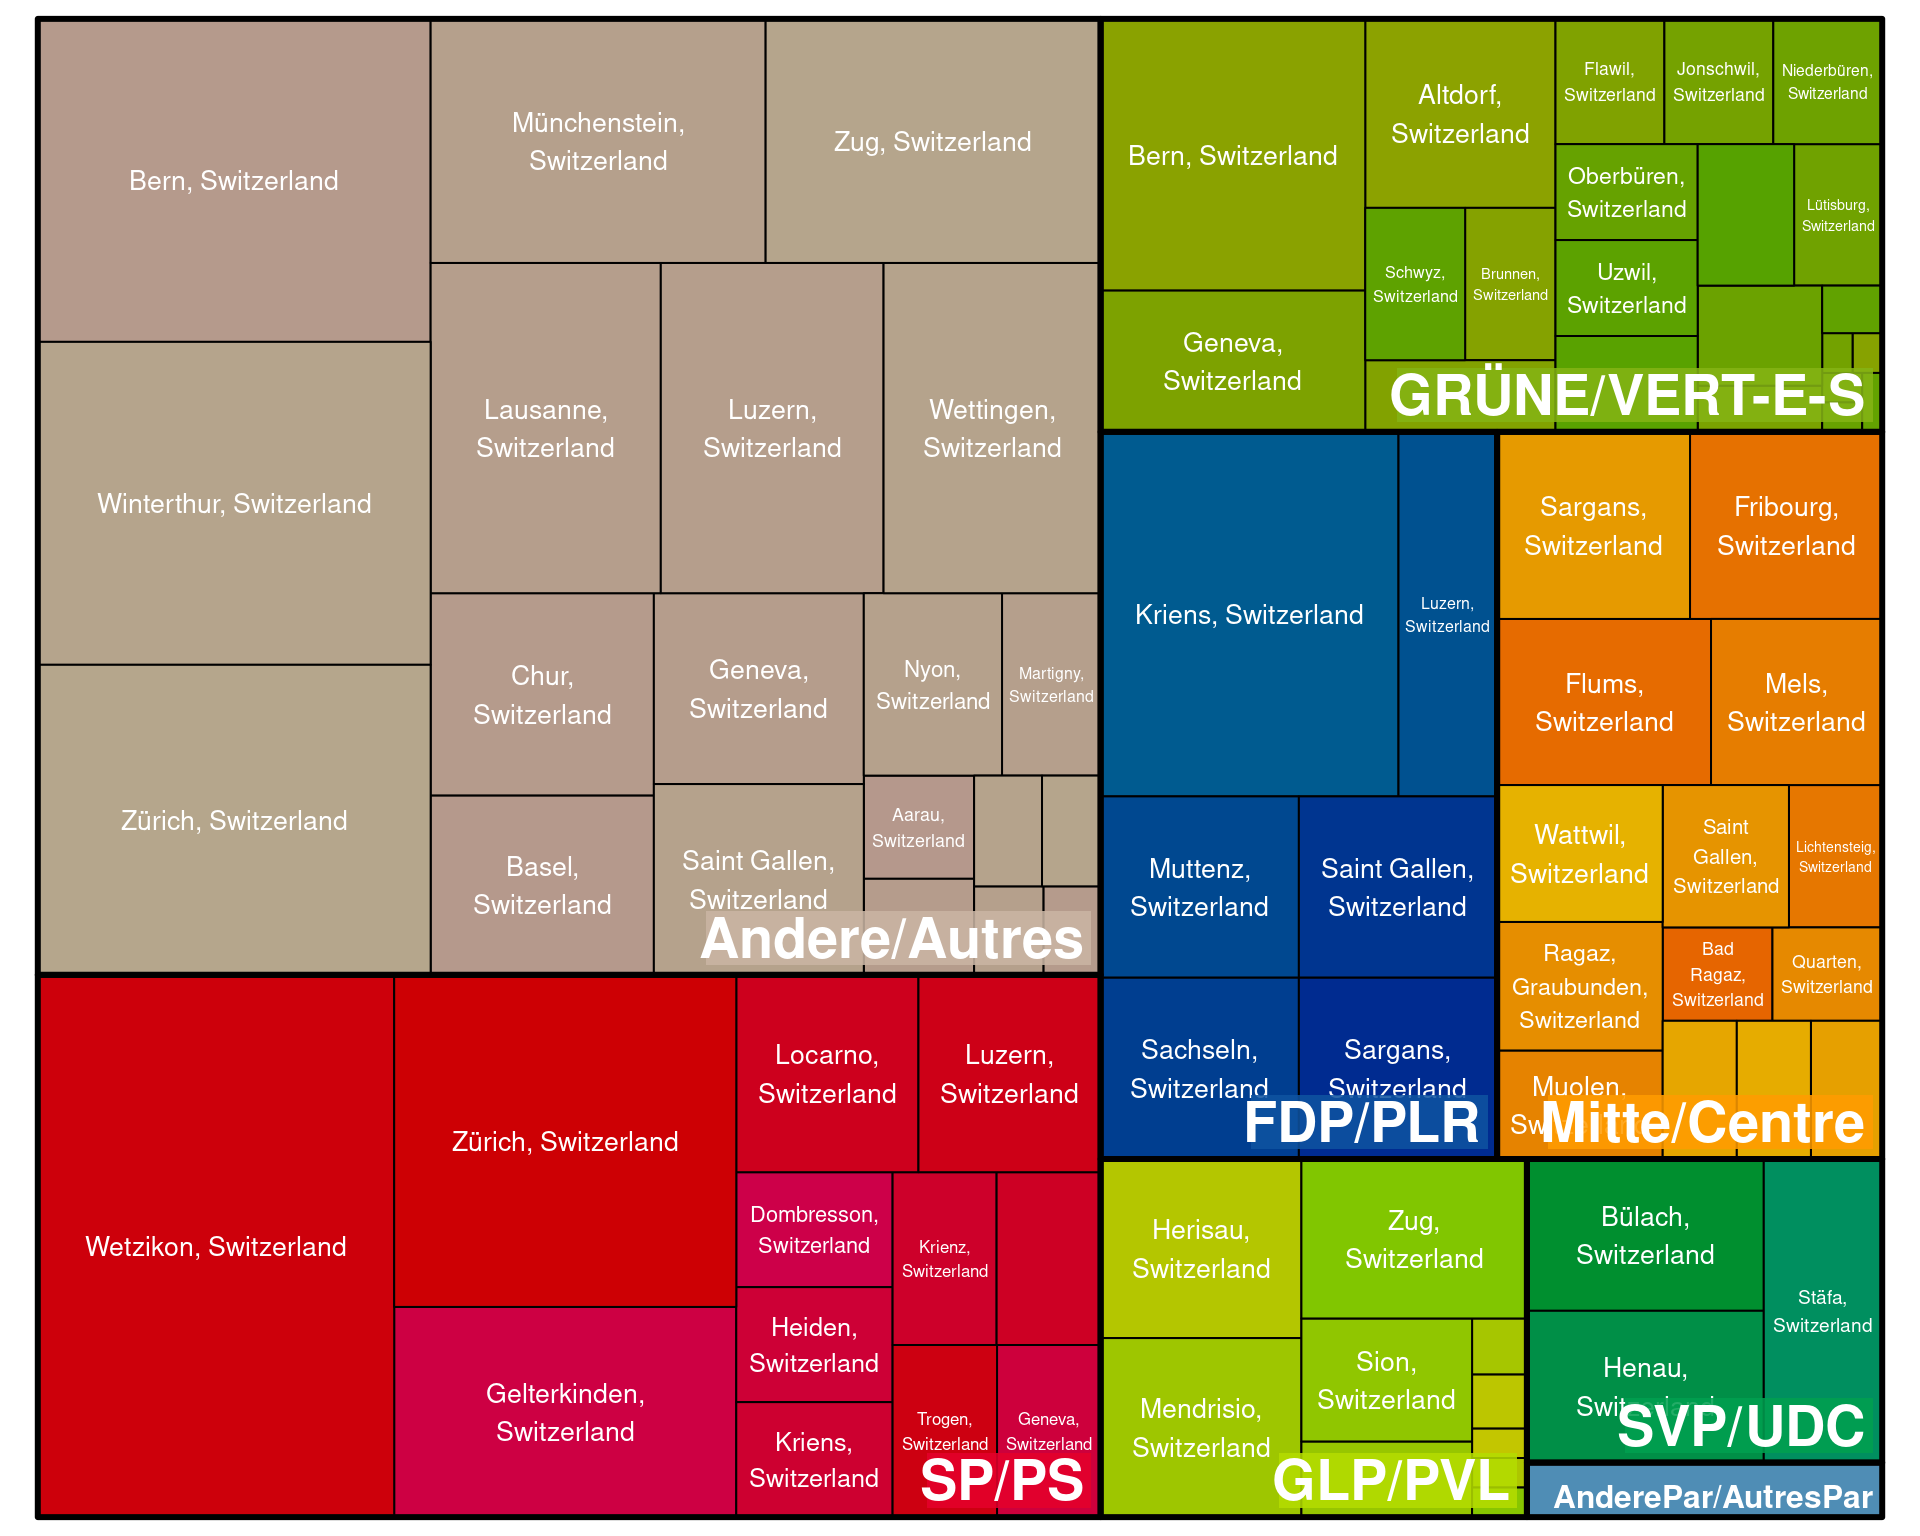 Bern, Switzerland
Münchenstein,
Switzerland
Zug, Switzerland
Winterthur, Switzerland
Lausanne,
Switzerland
Luzern,
Switzerland
Wettingen,
Switzerland
Zürich, Switzerland
Chur,
Switzerland
Geneva,
Switzerland
Nyon,
Switzerland
Martigny,
Switzerland
Basel,
Switzerland
Saint Gallen,
Switzerland
Aarau,
Switzerland
Andere/Autres
Wetzikon, Switzerland
Zürich, Switzerland
Gelterkinden,
Switzerland
Locarno,
Switzerland
Luzern,
Switzerland
Dombresson,
Switzerland
Krienz,
Switzerland
Heiden,
Switzerland
Kriens,
Switzerland
Trogen,
Switzerland
Geneva,
Switzerland
SP/PS
Bern, Switzerland
Geneva,
Switzerland
Altdorf,
Switzerland
Schwyz,
Switzerland
Brunnen,
Switzerland
Flawil,
Switzerland
Jonschwil,
Switzerland
Niederbüren,
Switzerland
Oberbüren,
Switzerland
Lütisburg,
Switzerland
Uzwil,
Switzerland
GRÜNE/VERT-E-S
Kriens, Switzerland
Luzern,
Switzerland
Muttenz,
Switzerland
Saint Gallen,
Switzerland
Sachseln,
Switzerland
Sargans,
Switzerland
FDP/PLR
Sargans,
Switzerland
Fribourg,
Switzerland
Flums,
Switzerland
Mels,
Switzerland
Wattwil,
Switzerland
Saint
Gallen,
Switzerland
Lichtensteig,
Switzerland
Ragaz,
Graubunden,
Switzerland
Bad
Ragaz,
Switzerland
Quarten,
Switzerland
Muolen,
Mitte/Centre
Herisau,
Switzerland
Zug,
Switzerland
Mendrisio,
Switzerland
Sion,
Switzerland
GLP/PVL
Bülach,
Switzerland
Stäfa,
Switzerland
Henau,
Switzerland
SVP/UDC
AnderePar/AutresPar